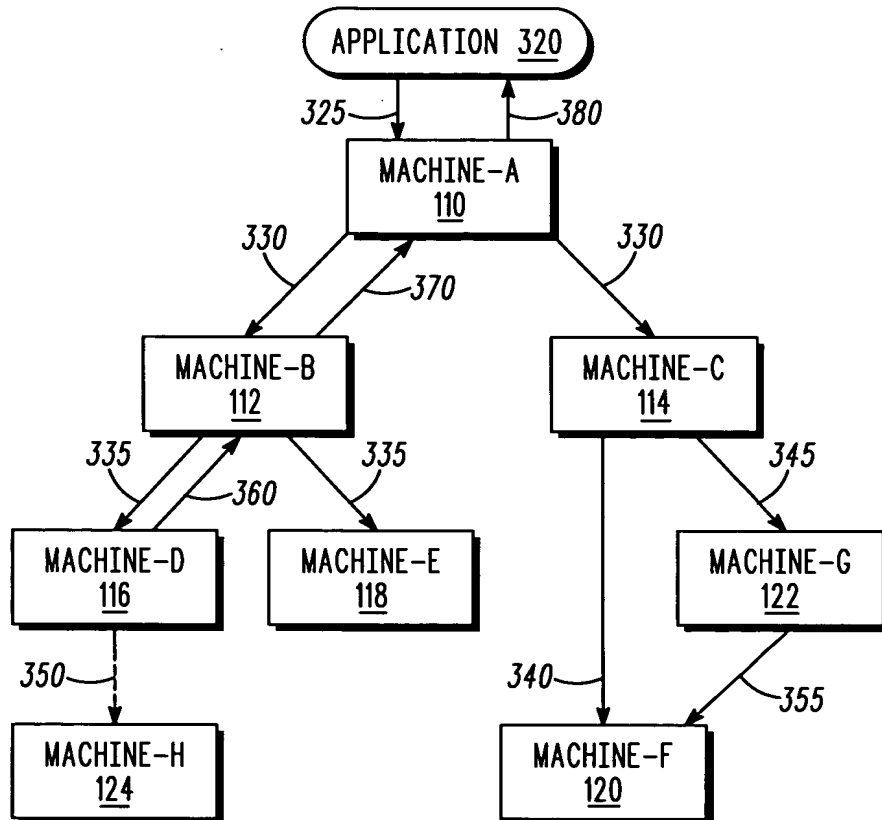 APPLICATION 320
325
380
MACHINE-A
110
330
370
330
MACHINE-B
112
MACHINE-C
114
335
360
335
345
MACHINE-D
116
MACHINE-E
118
MACHINE-G
122
350
340
355
MACHINE-H
124
MACHINE-F
120